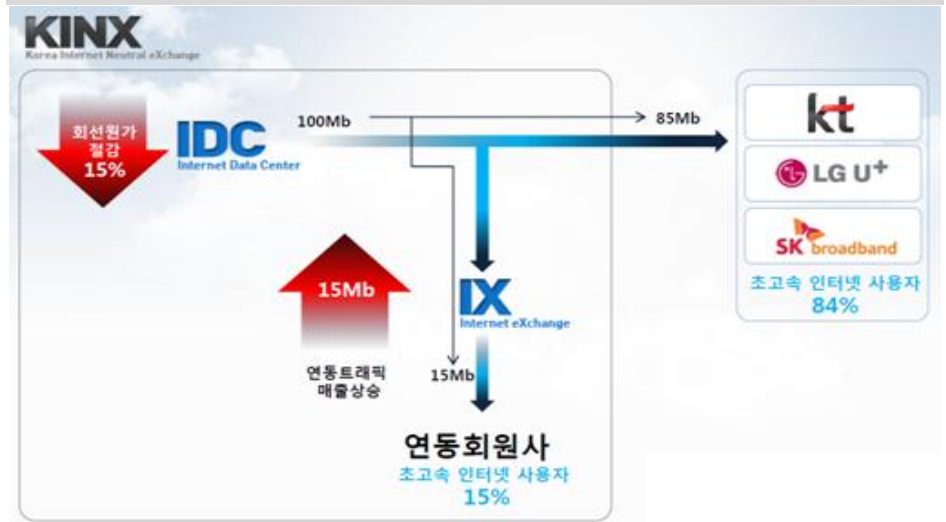 KINX
Korea Internet Neutral eXchange
회선원가
절감
15%
IDC
Internet Data Center
100Mb
85Mb
kt
LG U+
SK broadband
초고속 인터넷 사용자
84%
15Mb
연동트래픽
매출상승
IX
Internet eXchange
15Mb
연동회원사
초고속 인터넷 사용자
15%